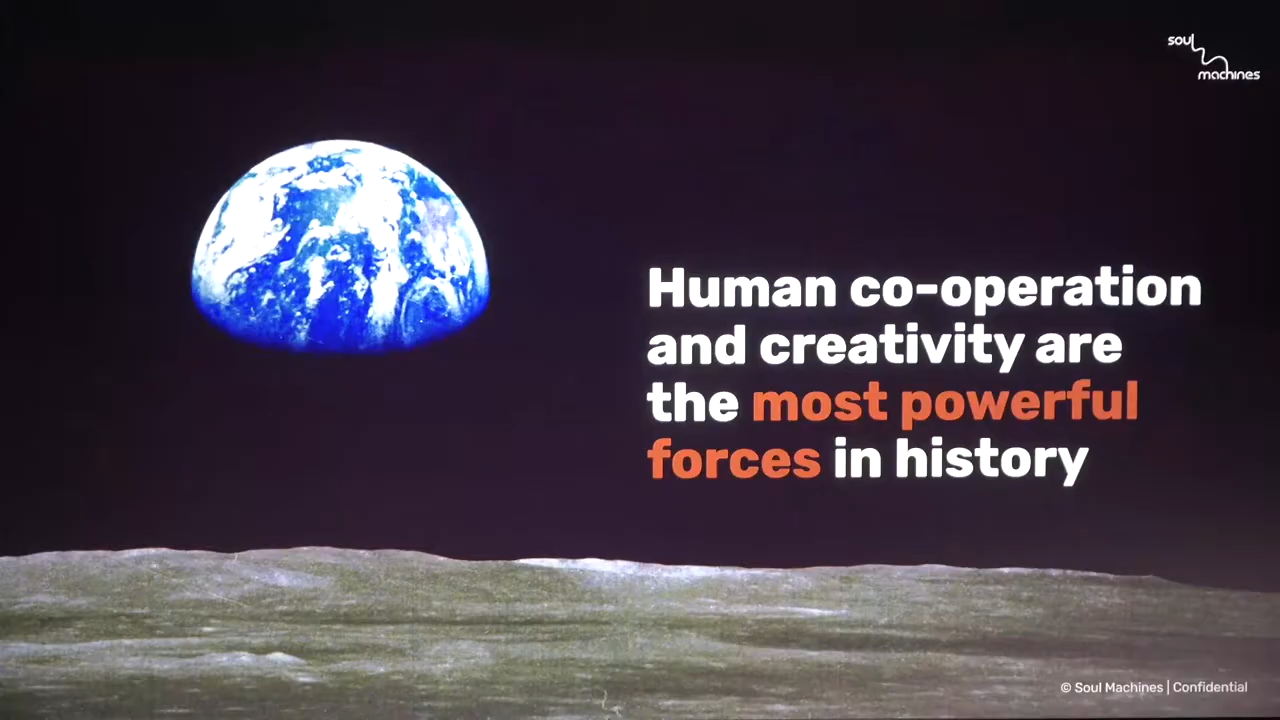 soul
machines
Human co-operation
and creativity are
the most powerful
forces in history
© Soul Machines | Confidential